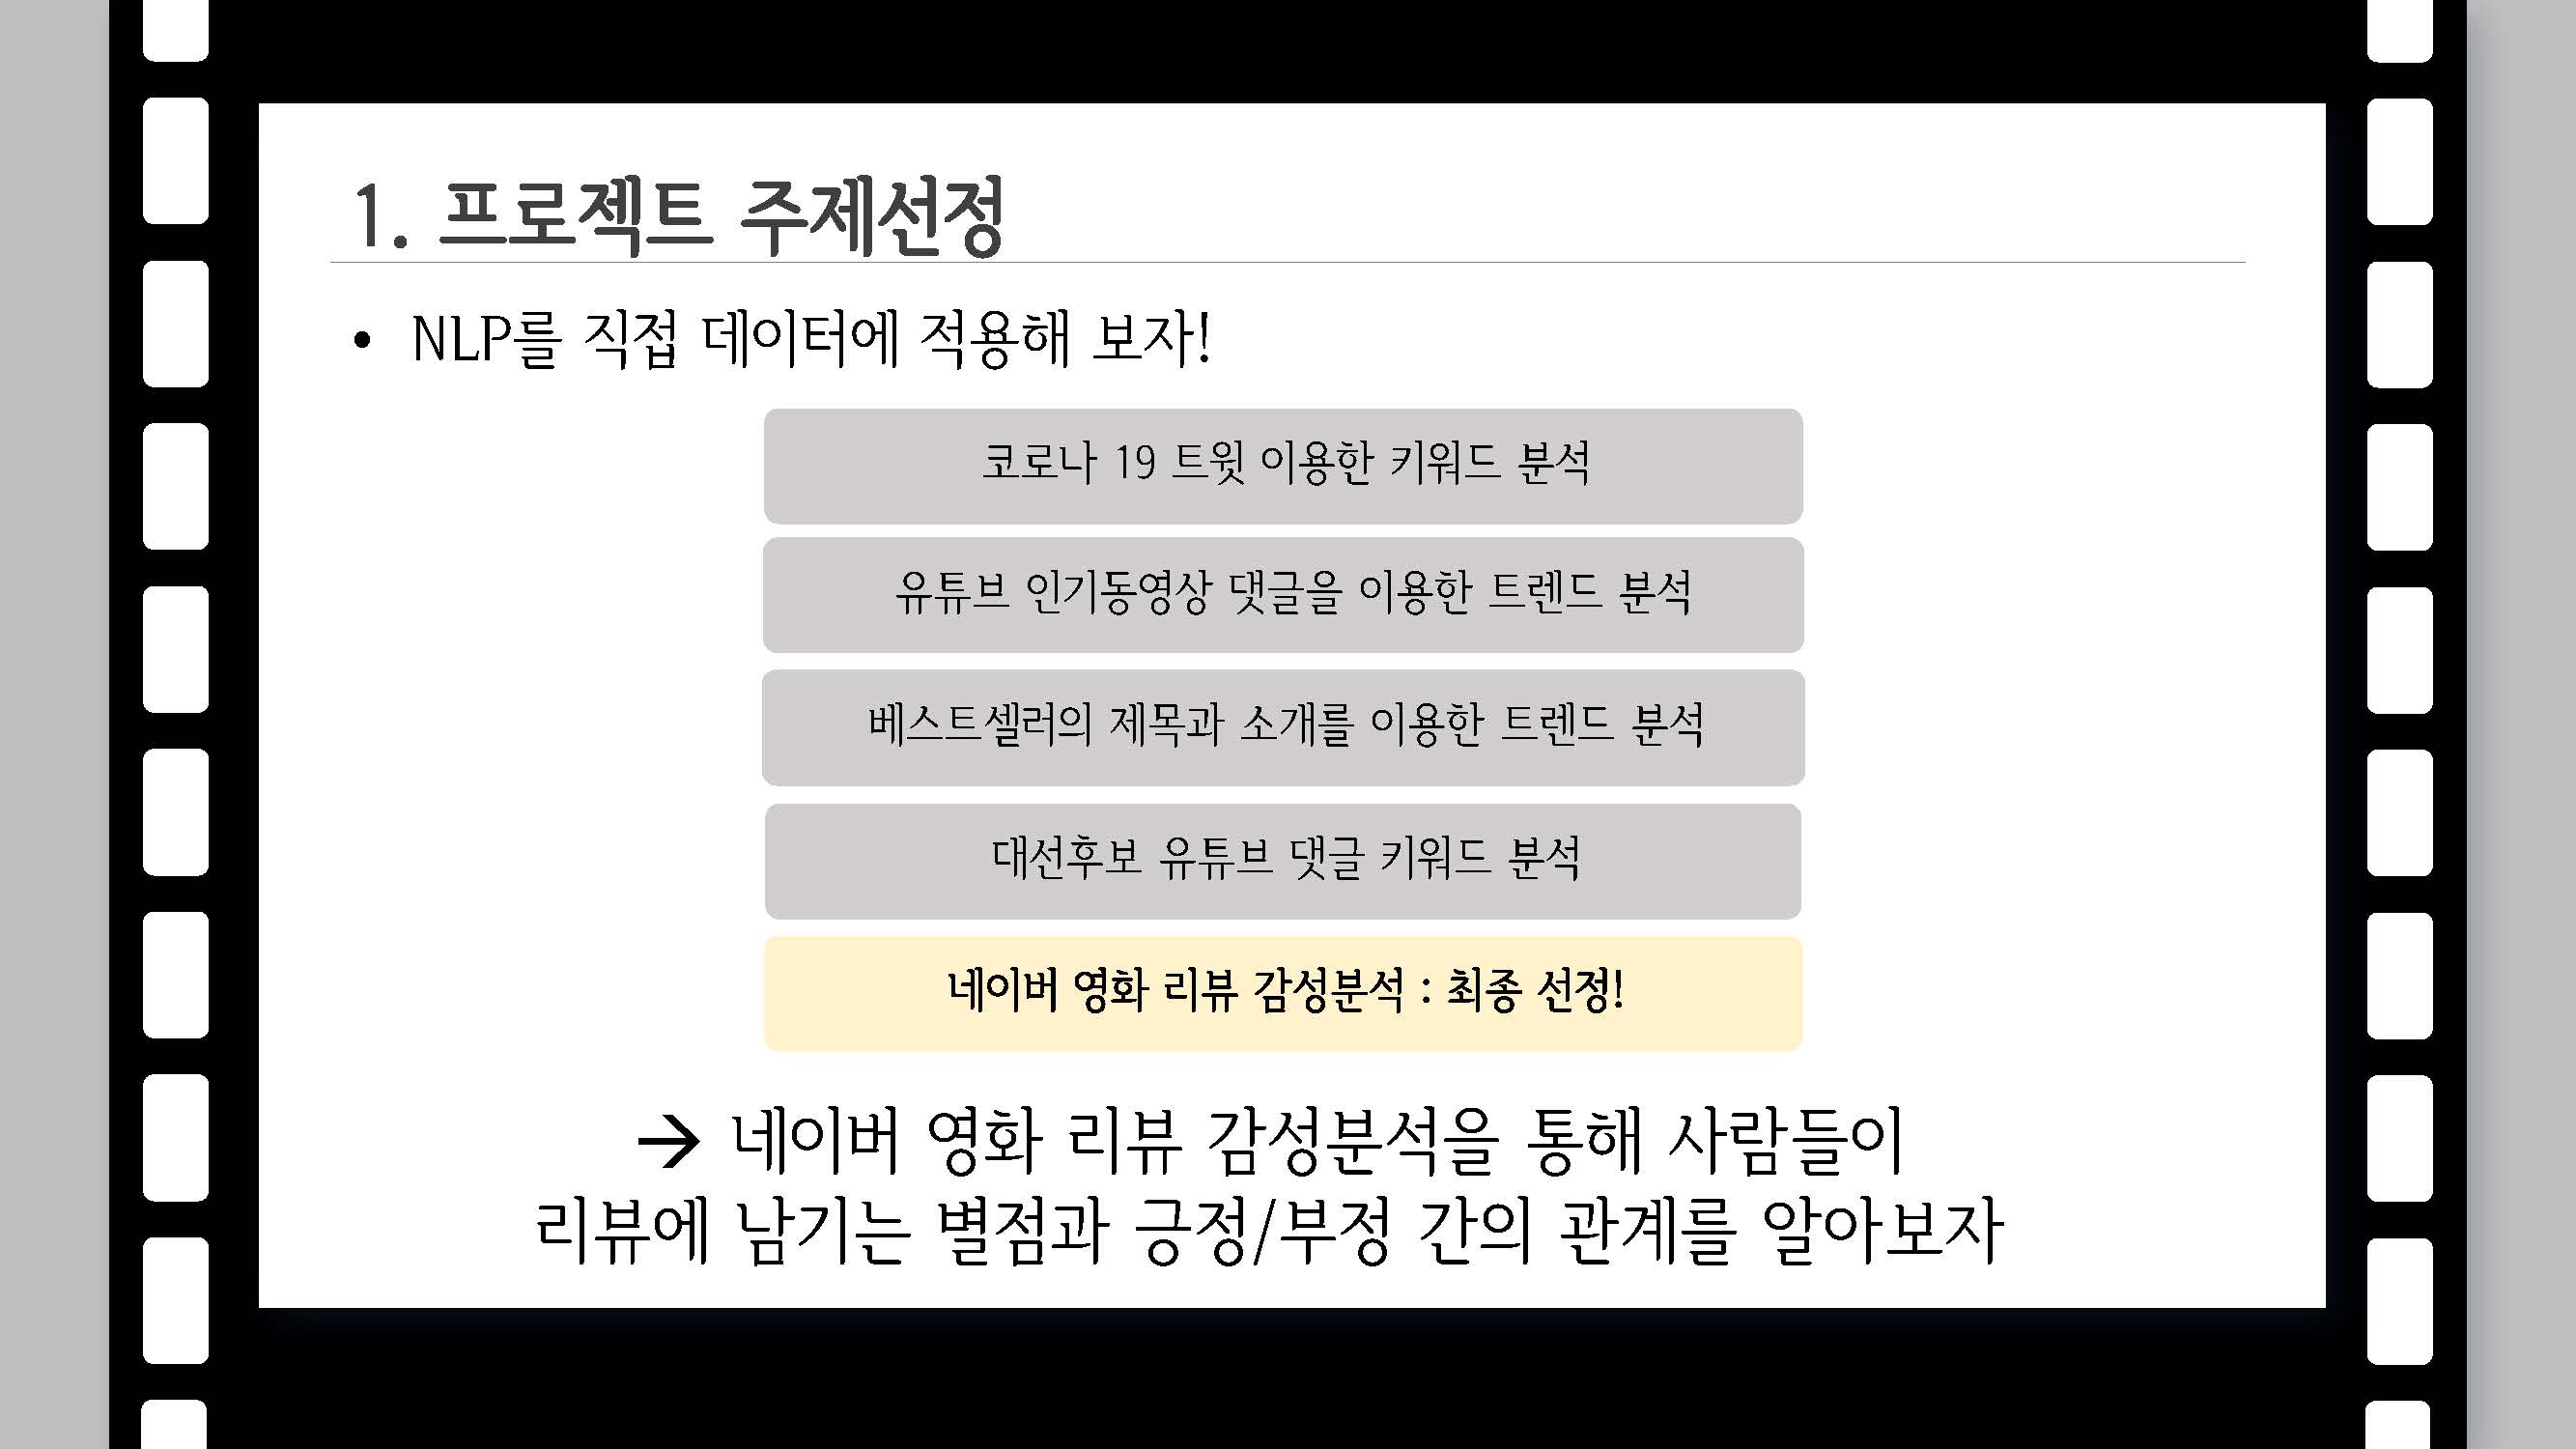 1. 프로젝트 주제선정
• NLP를 직접 데이터에 적용해 보자!
코로나 19 트윗 이용한 키워드 분석
유튜브 인기동영상 댓글을 이용한 트렌드 분석
베스트셀러의 제목과 소개를 이용한 트렌드 분석
대선후보 유튜브 댓글 키워드 분석
네이버 영화 리뷰 감성분석 : 최종 선정!
→ 네이버 영화 리뷰 감성분석을 통해 사람들이
리뷰에 남기는 별점과 긍정/부정 간의 관계를 알아보자